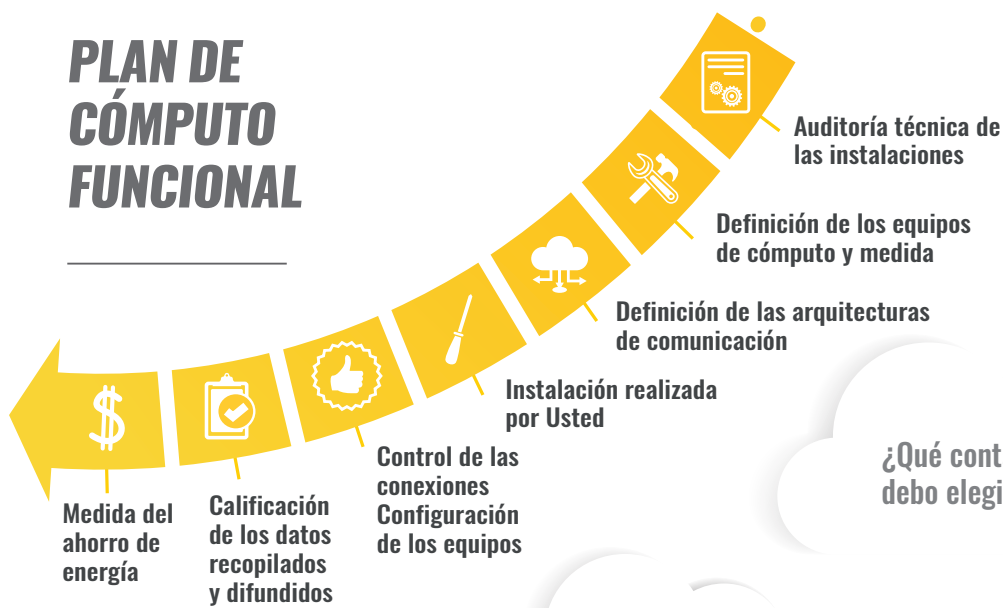 PLAN DE
CÓMPUTO
FUNCIONAL
Auditoría técnica de
las instalaciones
Definición de los equipos
de cómputo y medida
Definición de las arquitecturas
de comunicación
Instalación realizada
por Usted
Control de las
conexiones
Configuración
de los equipos
Calificación
de los datos
recopilados
y difundidos
Medida del
ahorro de
energía
¿Qué
debo